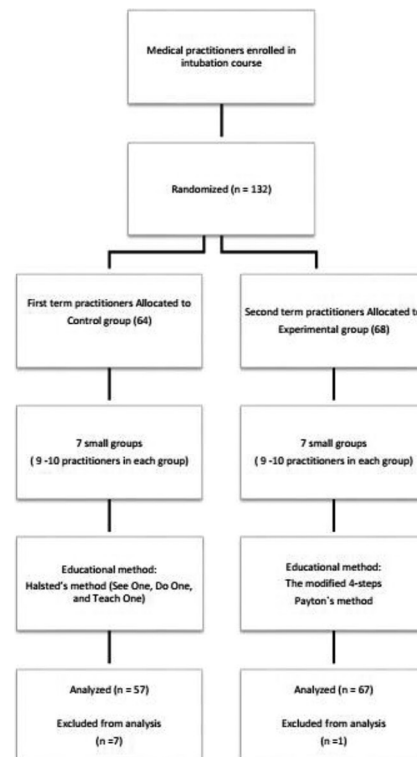 Medical practitioners enrolled in
intubation course
Randomized (n = 132)
First term practitioners Allocated to
Control group (64)
Second term practitioners Allocated t
Experimental group (68)
7 small groups
( 9 -10 practitioners in each group)
7 small groups
( 9 -10 practitioners in each group)
Educational method:
Halsted's method (See One, Do One,
and Teach One)
Educational method:
The modified 4-steps
Payton`s method
Analyzed (n = 57)
Excluded from analysis
(n =7)
Analyzed (n = 67)
Excluded from analysis
(n =1)